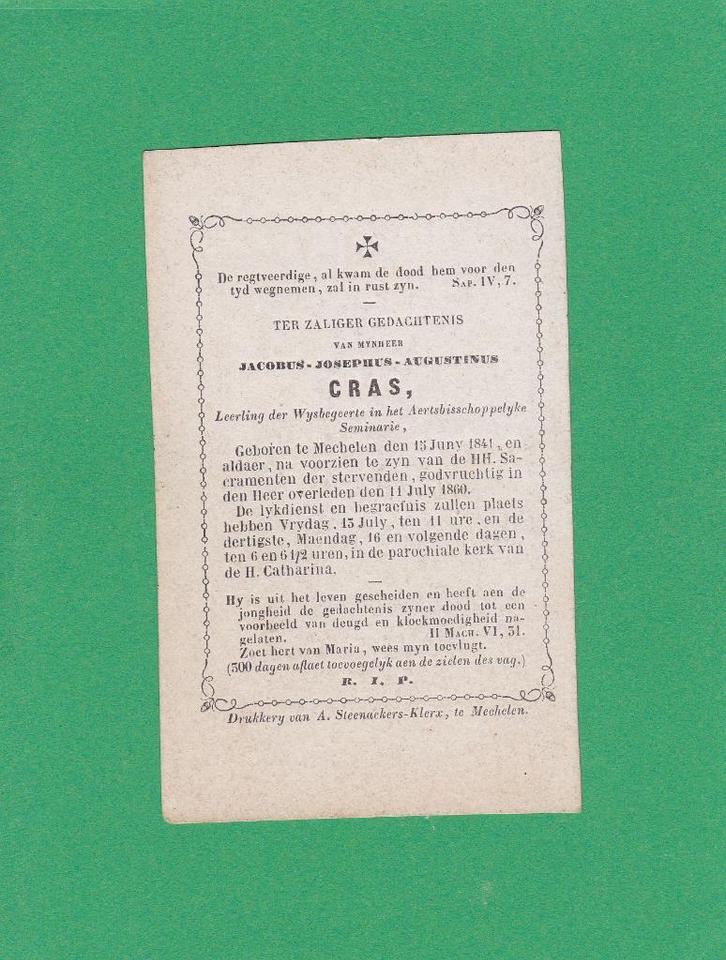 De regtveerdige, al kwam de dood hem voor den
tyd wegnemen, zal in rust zyn. SAP. IV, 7.
TER ZALIGER GEDACHTENIS
VAN MYNHEER
JACOBUS-JOSEPHUS-AUGUSTINUS
CRAS,
Leerling der Wysbegeerte in het Aertsbisschoppelyke
Seminarie,
Geboren te Mechelen den 15 Juny 1841, en
aldaer, na voorzien te zyn van de HH. Sa-
cramenten der stervenden, godvruchtig in
den Heer overleden den 11 July 1860.
De lykdienst en begraefnis zullen plaets
hebben Vrydag, 13 July, ten 11 ure, en de
dertigste, Maendag, 16 en volgende dagen,
ten 6 en 6 1/2 uren, in de parochiale kerk van
de H. Catharina.
Hy is uit het leven gescheiden en heeft aen de
jongheid de gedachtenis zyner dood tot een
voorbeeld van deugd en kloekmoedigheid na-
gelaten. II MACH. VI, 31.
Zoet hert van Maria, wees myn toevlugt.
(300 dagen aflaet toevoegelyk aen de zielen des vag.)
R. I. P.
Drukkery van A. Steenackers-Klerx, te Mechelen.